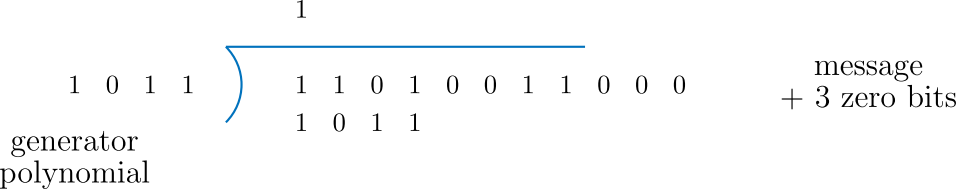 1
1 0 1 1 1 1 0 1 0 0 1 1 0 0 0
1 0 1 1
generator
polynomial
message
+ 3 zero bits